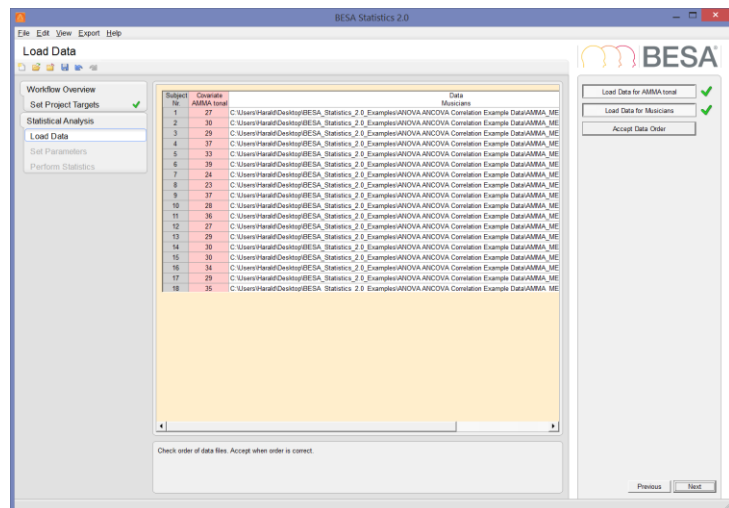 BESA Statistics 2.0
File Edit View Export Help
Load Data
BESA
Workflow Overview
Set Project Targets
Statistical Analysis
Load Data
Set Parameters
Perform Statistics
Subject Nr. Covariate AMMA tonal Data Musicians
1 27 C:\Users\Harald\Desktop\BESA_Statistics_2.0_Examples\ANOVA ANCOVA Correlation Example Data\AMMA_ME
2 30 C:\Users\Harald\Desktop\BESA_Statistics_2.0_Examples\ANOVA ANCOVA Correlation Example Data\AMMA_ME
3 29 C:\Users\Harald\Desktop\BESA_Statistics_2.0_Examples\ANOVA ANCOVA Correlation Example Data\AMMA_ME
4 37 C:\Users\Harald\Desktop\BESA_Statistics_2.0_Examples\ANOVA ANCOVA Correlation Example Data\AMMA_ME
5 33 C:\Users\Harald\Desktop\BESA_Statistics_2.0_Examples\ANOVA ANCOVA Correlation Example Data\AMMA_ME
6 39 C:\Users\Harald\Desktop\BESA_Statistics_2.0_Examples\ANOVA ANCOVA Correlation Example Data\AMMA_ME
7 24 C:\Users\Harald\Desktop\BESA_Statistics_2.0_Examples\ANOVA ANCOVA Correlation Example Data\AMMA_ME
8 23 C:\Users\Harald\Desktop\BESA_Statistics_2.0_Examples\ANOVA ANCOVA Correlation Example Data\AMMA_ME
9 37 C:\Users\Harald\Desktop\BESA_Statistics_2.0_Examples\ANOVA ANCOVA Correlation Example Data\AMMA_ME
10 28 C:\Users\Harald\Desktop\BESA_Statistics_2.0_Examples\ANOVA ANCOVA Correlation Example Data\AMMA_ME
11 36 C:\Users\Harald\Desktop\BESA_Statistics_2.0_Examples\ANOVA ANCOVA Correlation Example Data\AMMA_ME
12 27 C:\Users\Harald\Desktop\BESA_Statistics_2.0_Examples\ANOVA ANCOVA Correlation Example Data\AMMA_ME
13 29 C:\Users\Harald\Desktop\BESA_Statistics_2.0_Examples\ANOVA ANCOVA Correlation Example Data\AMMA_ME
14 30 C:\Users\Harald\Desktop\BESA_Statistics_2.0_Examples\ANOVA ANCOVA Correlation Example Data\AMMA_ME
15 30 C:\Users\Harald\Desktop\BESA_Statistics_2.0_Examples\ANOVA ANCOVA Correlation Example Data\AMMA_ME
16 34 C:\Users\Harald\Desktop\BESA_Statistics_2.0_Examples\ANOVA ANCOVA Correlation Example Data\AMMA_ME
17 29 C:\Users\Harald\Desktop\BESA_Statistics_2.0_Examples\ANOVA ANCOVA Correlation Example Data\AMMA_ME
18 35 C:\Users\Harald\Desktop\BESA_Statistics_2.0_Examples\ANOVA ANCOVA Correlation Example Data\AMMA_ME
Load Data for AMMA tonal
Load Data for Musicians
Accept Data Order
Check order of data files. Accept when order is correct.
Previous Next